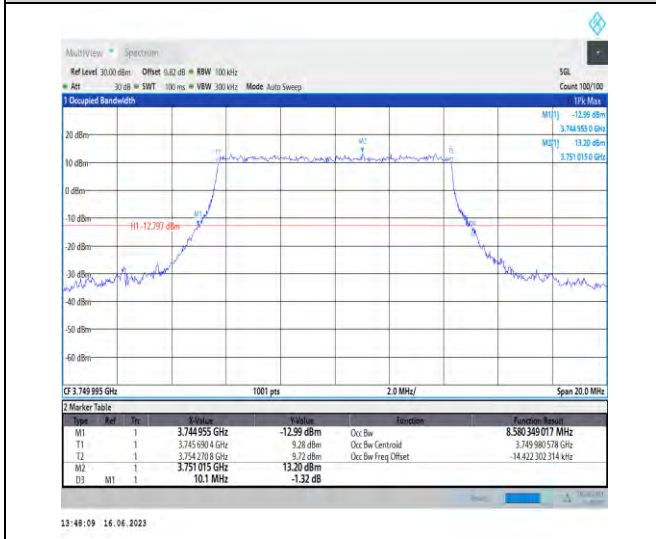 MultiView Spectrum
Ref Level 30.00 dBm Offset 9.82 dB RBW 100 kHz SGL
Att 30 dB SWT 100 ms VBW 300 kHz Mode Auto Sweep Count 100/100
1 Occupied Bandwidth 1Pk Max
M1[1] -12.99 dBm
3.744 955 0 GHz
M2[1] 13.20 dBm
3.751 015 0 GHz
20 dBm
M2
T1
10 dBm
0 dBm
-10 dBm
M1
H1 -12.797 dBm
-20 dBm
-30 dBm
-40 dBm
-50 dBm
-60 dBm
CF 3.749 995 GHz 1001 pts 2.0 MHz/ Span 20.0 MHz
2 Marker Table
Type Ref Trc X-Value Y-Value Function Function Result
M1 1 3.744 955 GHz -12.99 dBm Occ Bw 8.580 349 017 MHz
T1 1 3.745 690 4 GHz 9.28 dBm Occ Bw Centroid 3.749 980 578 GHz
T2 1 3.754 270 8 GHz 9.72 dBm Occ Bw Freq Offset -14.422 302 314 kHz
M2 1 3.751 015 GHz 13.20 dBm
D3 M1 1 10.1 MHz -1.32 dB
13:48:09 16.06.2023